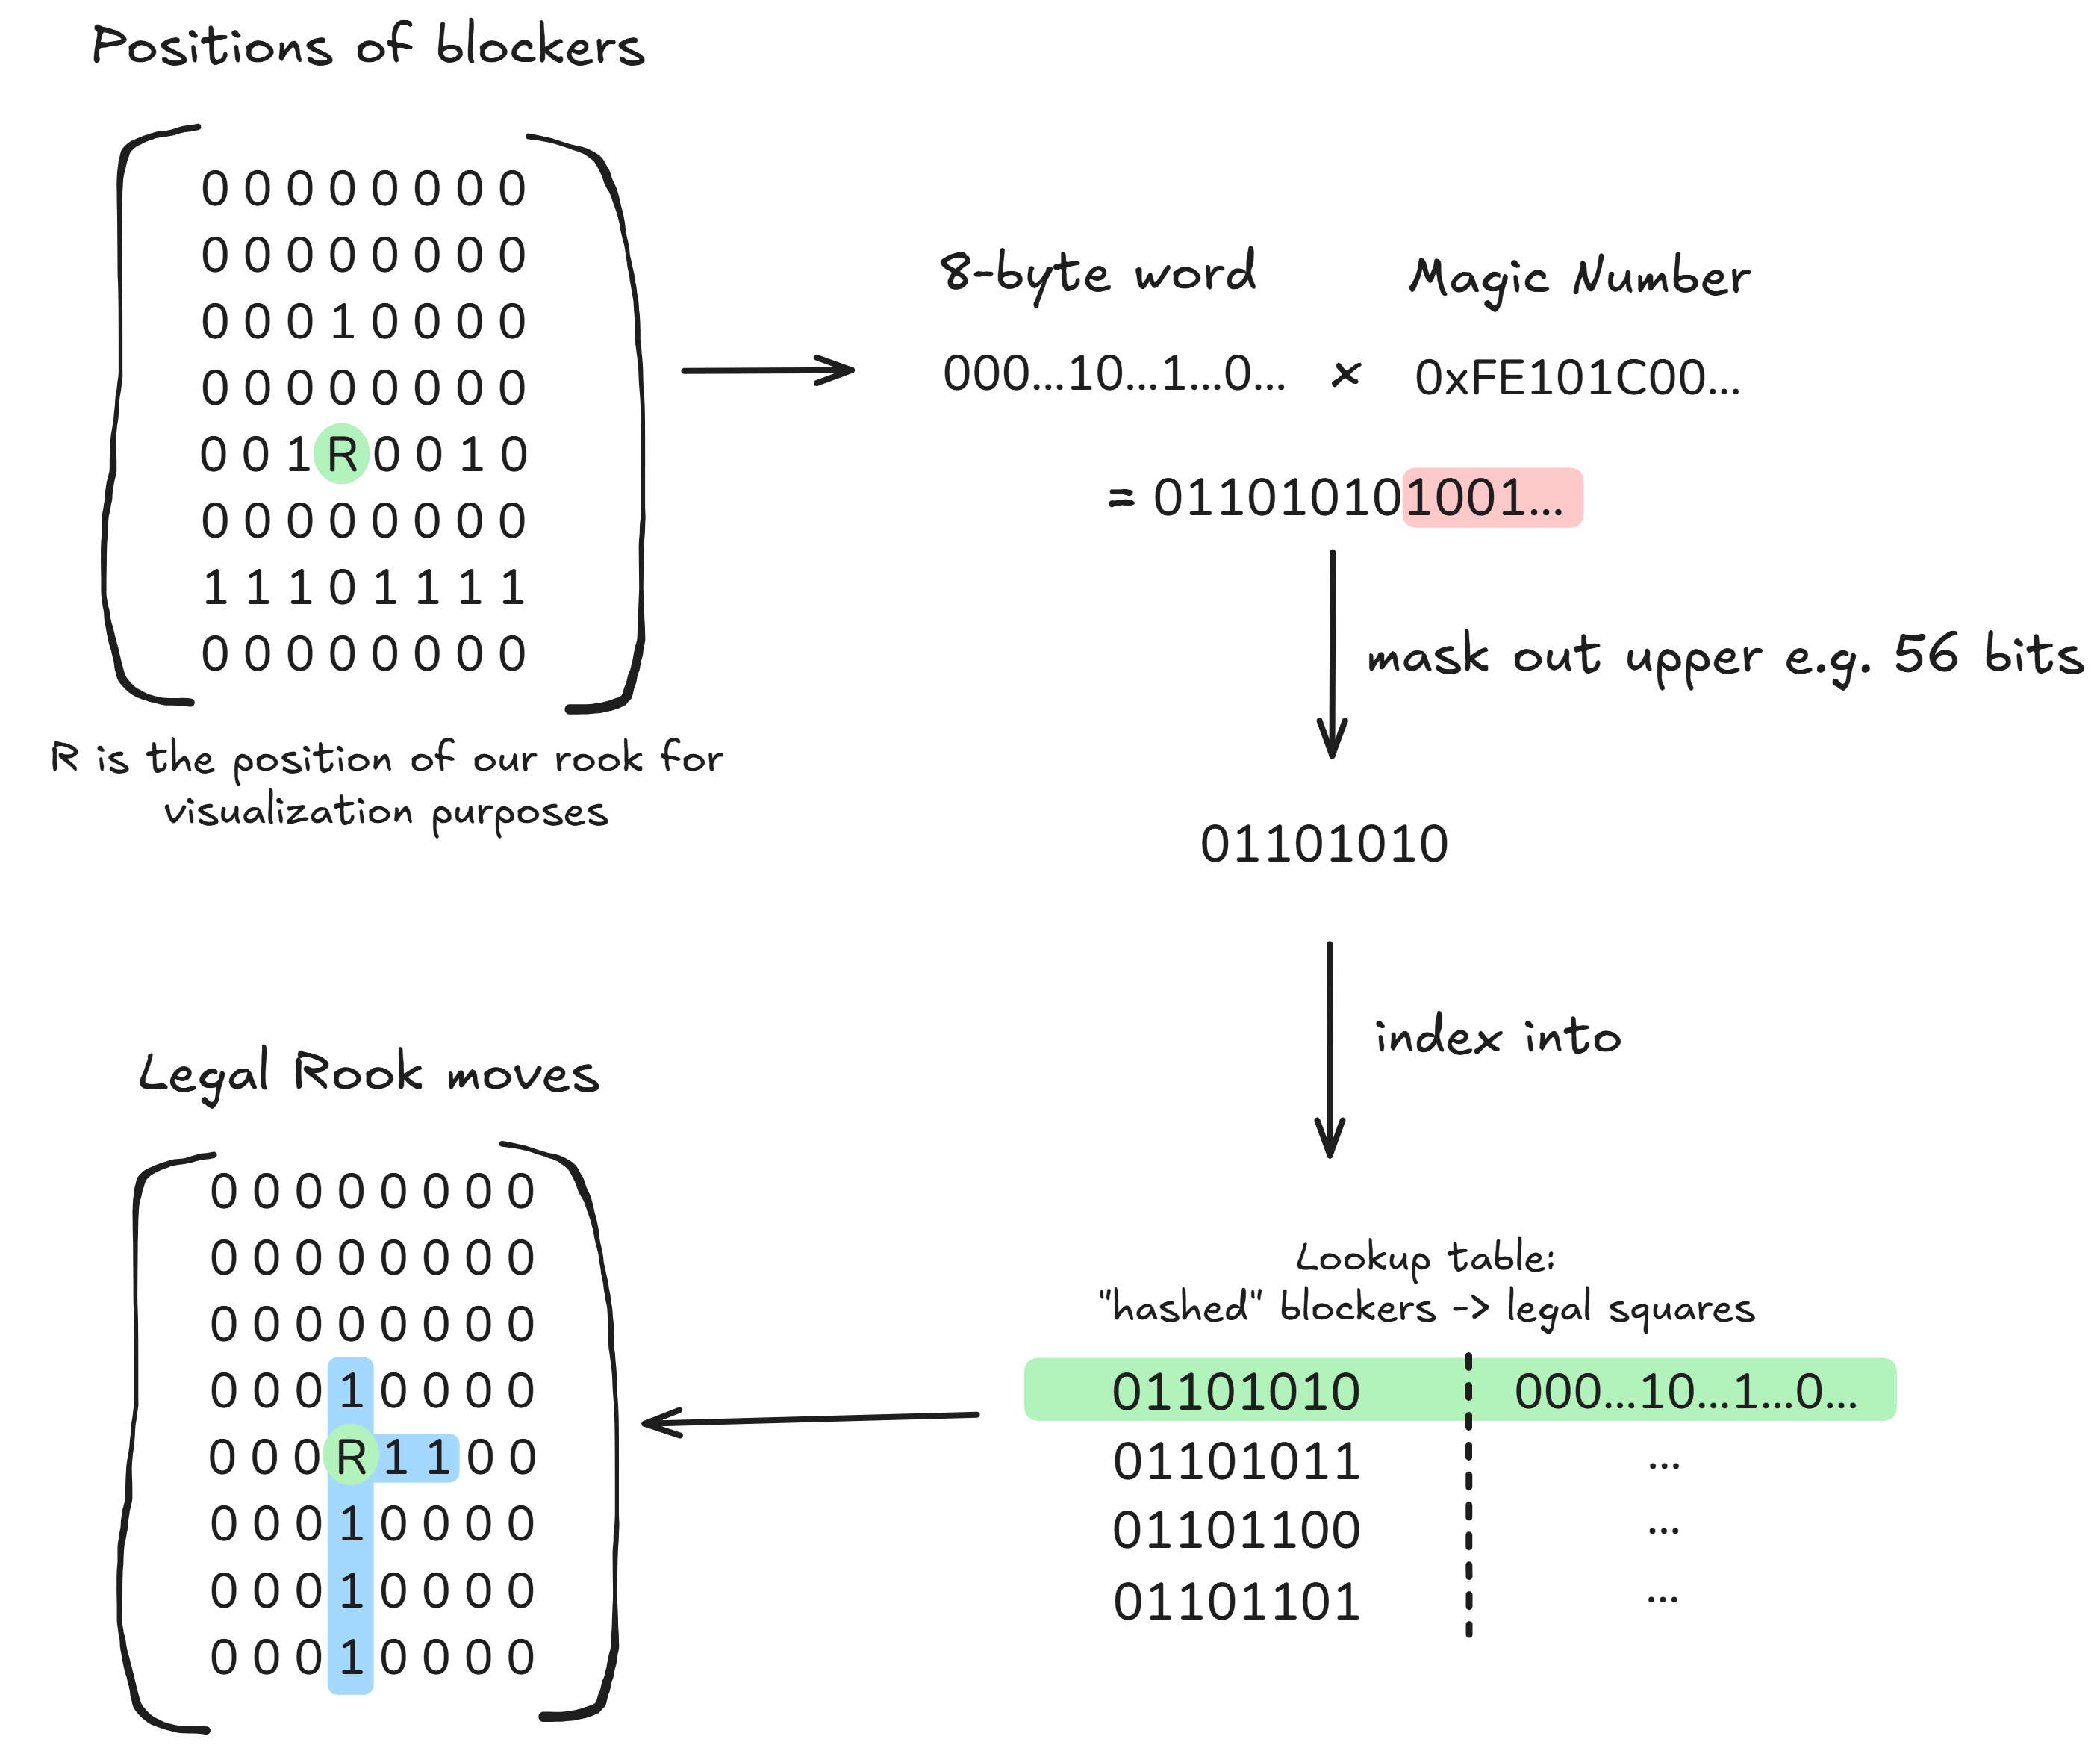 Positions of blockers
0 0 0 0 0 0 0 0
0 0 0 0 0 0 0 0
0 0 0 1 0 0 0 0
0 0 0 0 0 0 0 0
0 0 1 R 0 0 1 0
0 0 0 0 0 0 0 0
1 1 1 0 1 1 1 1
0 0 0 0 0 0 0 0
R is the position of our rook for
visualization purposes
8-byte word
Magic Number
000...10...1...0...
×
0xFE101C00...
= 011010101001...
mask out upper e.g. 56 bits
01101010
index into
Lookup table:
"hashed" blockers -> legal squares
01101010 000...10...1...0...
01101011 ...
01101100 ...
01101101 ...
Legal Rook moves
0 0 0 0 0 0 0 0
0 0 0 0 0 0 0 0
0 0 0 0 0 0 0 0
0 0 0 1 0 0 0 0
0 0 0 R 1 1 0 0
0 0 0 1 0 0 0 0
0 0 0 1 0 0 0 0
0 0 0 1 0 0 0 0